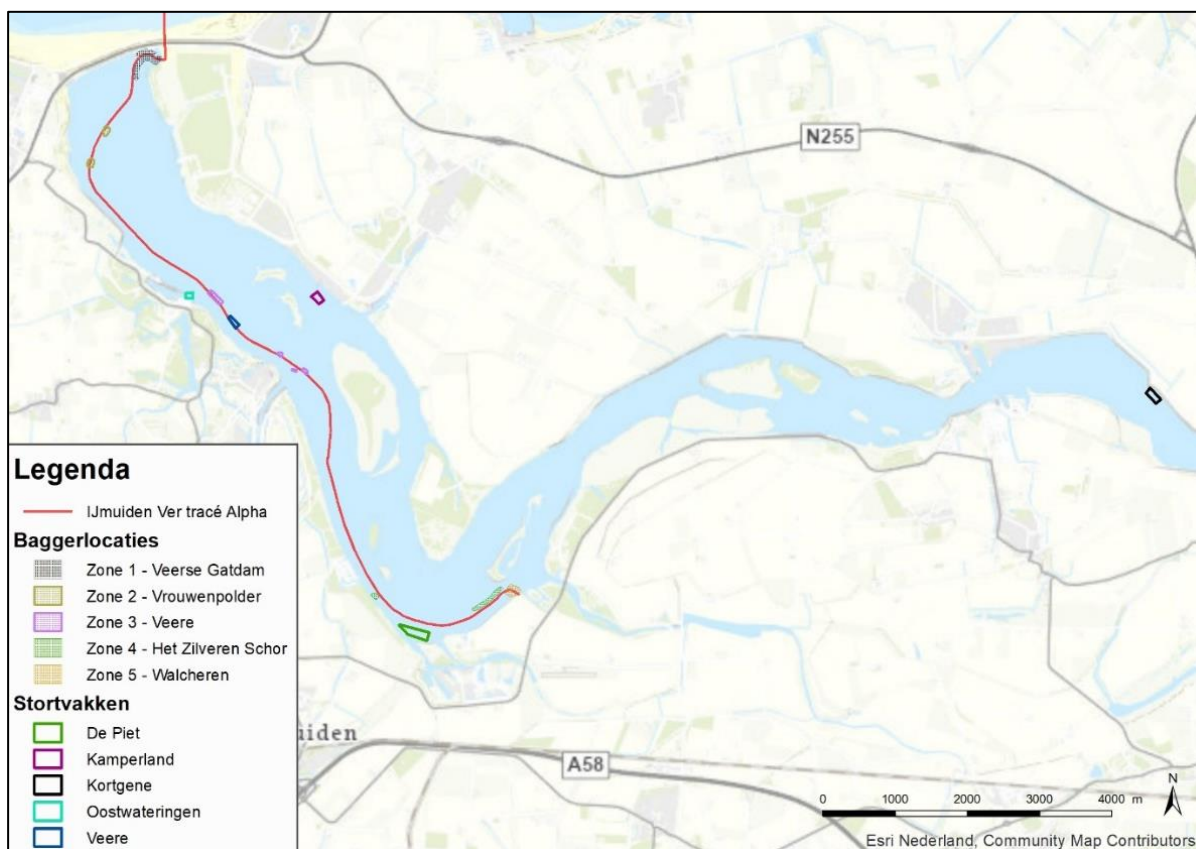 N255
Legenda
IJmuiden Ver tracé Alpha
Baggerlocaties
Zone 1 - Veerse Gatdam
Zone 2 - Vrouwenpolder
Zone 3 - Veere
Zone 4 - Het Zilveren Schor
Zone 5 - Walcheren
Stortvakken
De Piet
Kamperland
Kortgene
Oostwateringen
Veere
uiden
A58
N
0 1000 2000 3000 4000 m
Esri Nederland, Community Map Contributors